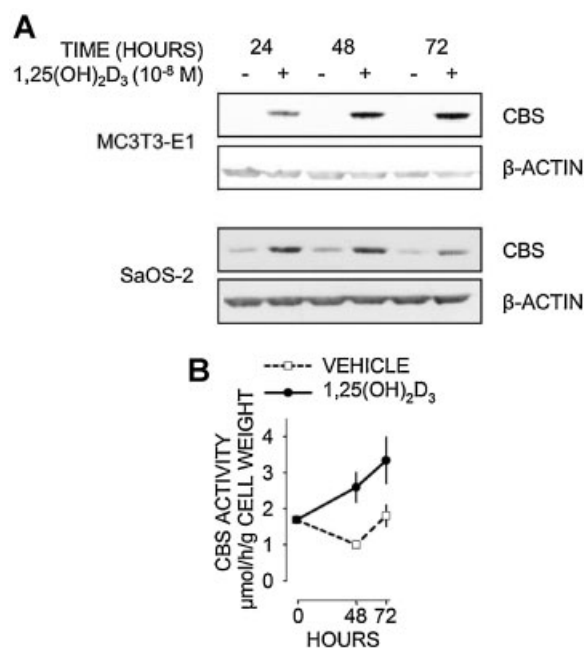 A
TIME (HOURS) 24 48 72
1,25(OH)₂D₃ (10⁻⁸ M) - + - + - +
MC3T3-E1
CBS
β-ACTIN
SaOS-2
CBS
β-ACTIN
B
VEHICLE
1,25(OH)₂D₃
CBS ACTIVITY
µmol/h/g CELL WEIGHT
4
3
2
1
0
0 48 72
HOURS